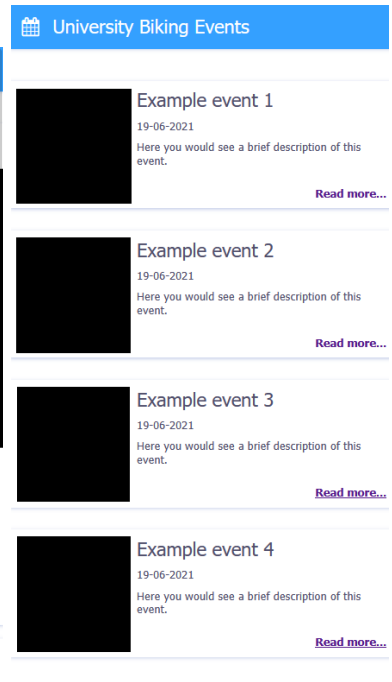 University Biking Events
Example event 1
19-06-2021
Here you would see a brief description of this
event.
Read more...
Example event 2
19-06-2021
Here you would see a brief description of this
event.
Read more...
Example event 3
19-06-2021
Here you would see a brief description of this
event.
Read more...
Example event 4
19-06-2021
Here you would see a brief description of this
event.
Read more...